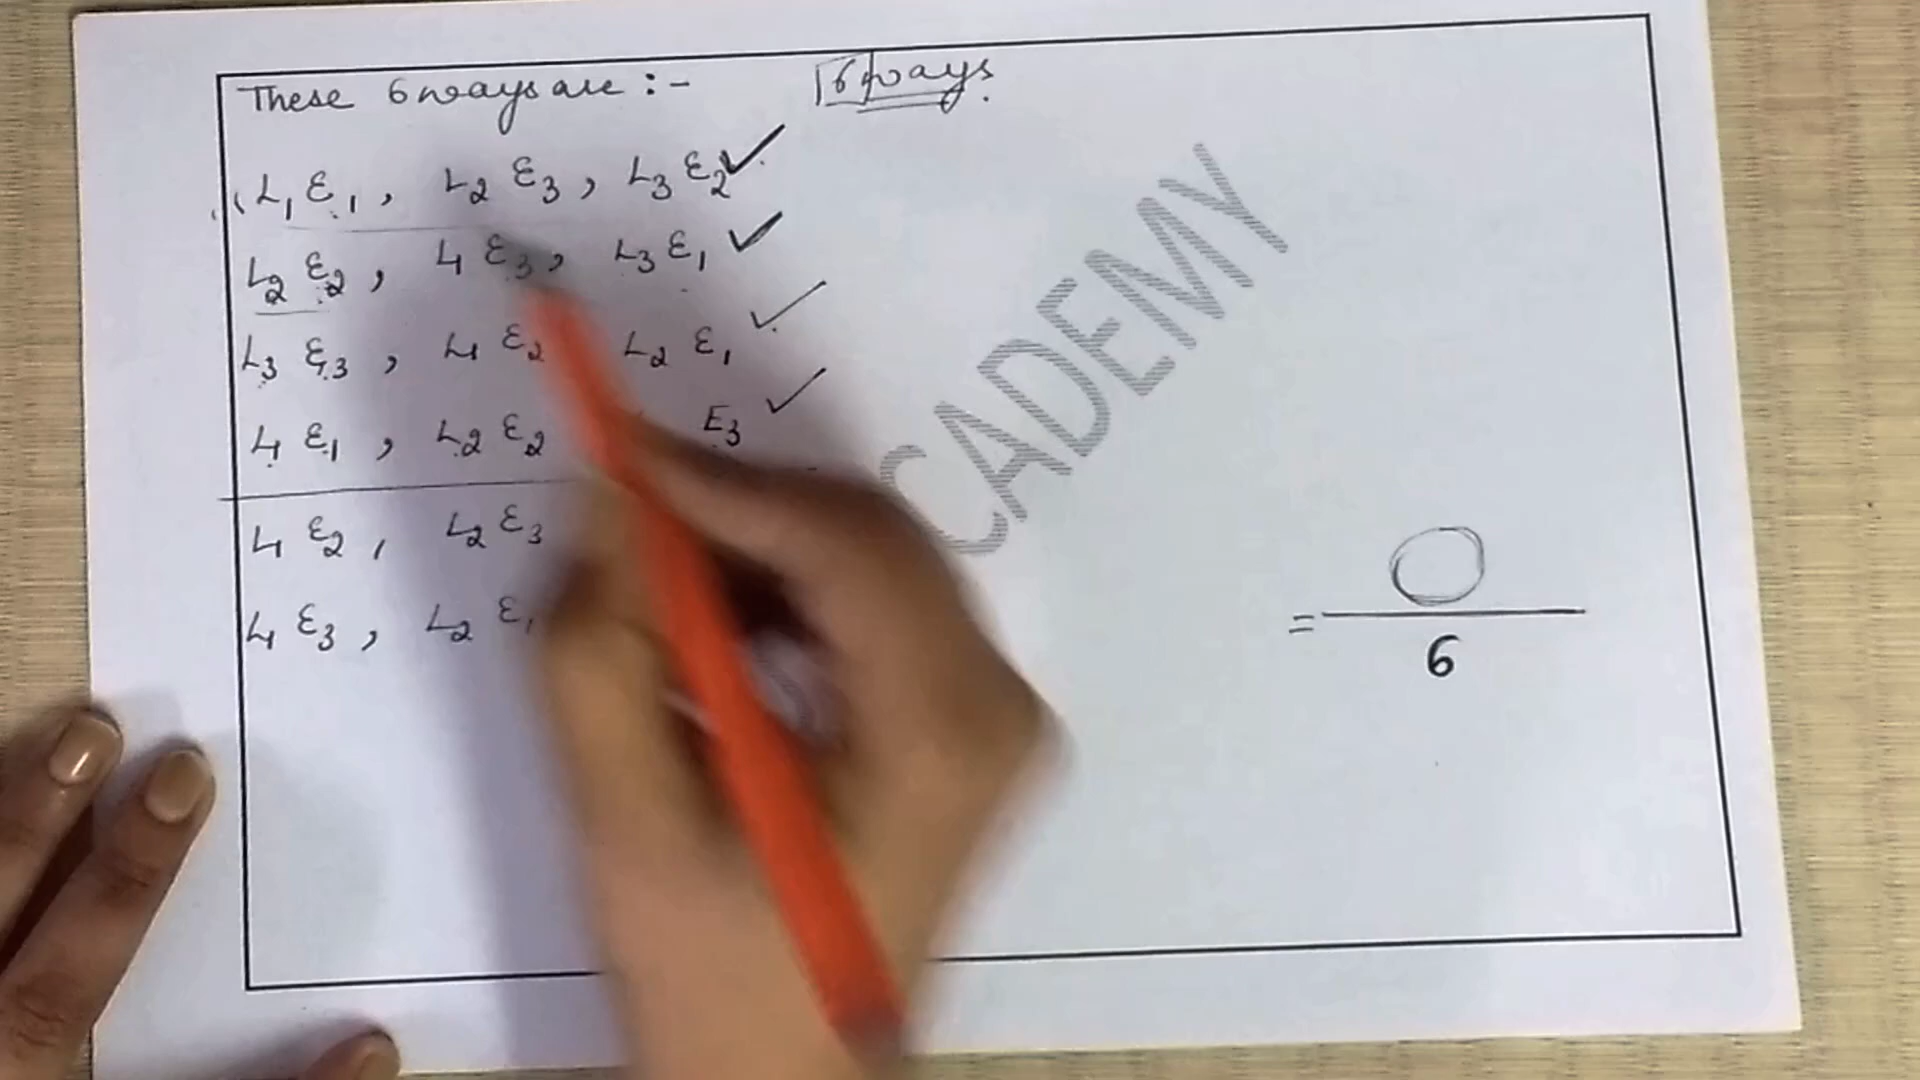 These 6 ways are :-
6 ways.
L1 E1, L2 E3, L3 E2 ✓
L2 E2, L1 E3, L3 E1 ✓
L3 E3, L1 E2 L2 E1 ✓
L1 E1, L2 E2 E3 ✓
L1 E2, L2 E3
L1 E3, L2 E1
CADEMY
= 
6